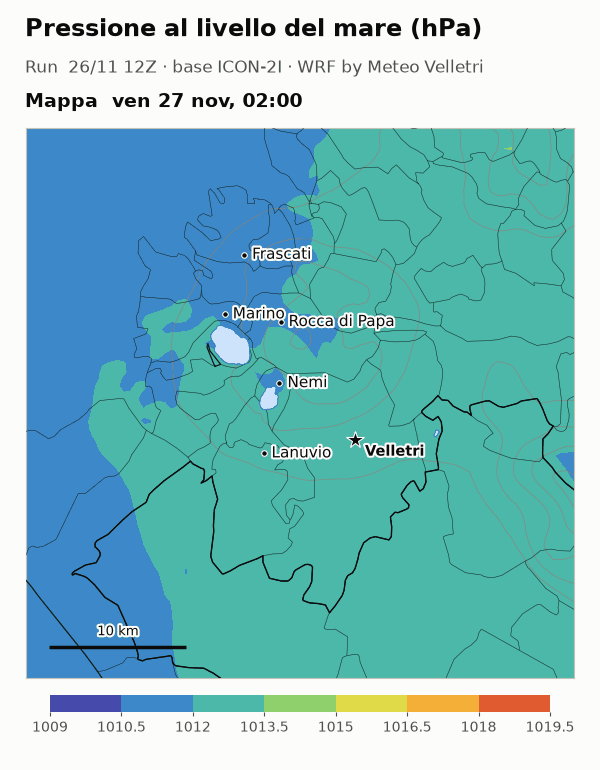 Pressione al livello del mare (hPa)
Run  26/11 12Z · base ICON-2I · WRF by Meteo Velletri
Mappa  ven 27 nov, 02:00
Frascati
Marino
Rocca di Papa
Nemi
Velletri
Lanuvio
10 km
1009 1010.5 1012 1013.5 1015 1016.5 1018 1019.5